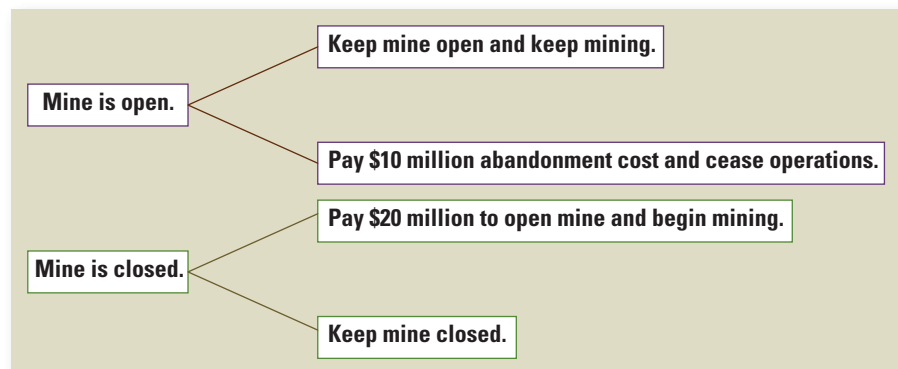 Keep mine open and keep mining.
Mine is open.
Pay $10 million abandonment cost and cease operations.
Pay $20 million to open mine and begin mining.
Mine is closed.
Keep mine closed.